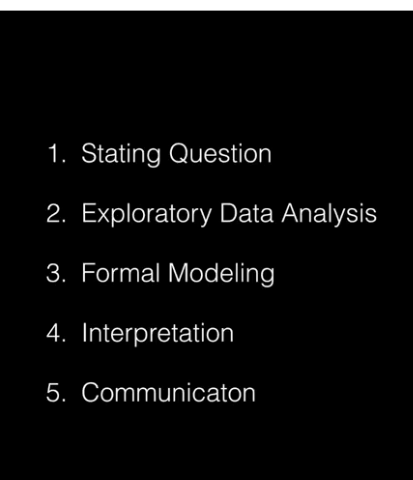 1. Stating Question
2. Exploratory Data Analysis
3. Formal Modeling
4. Interpretation
5. Communicaton